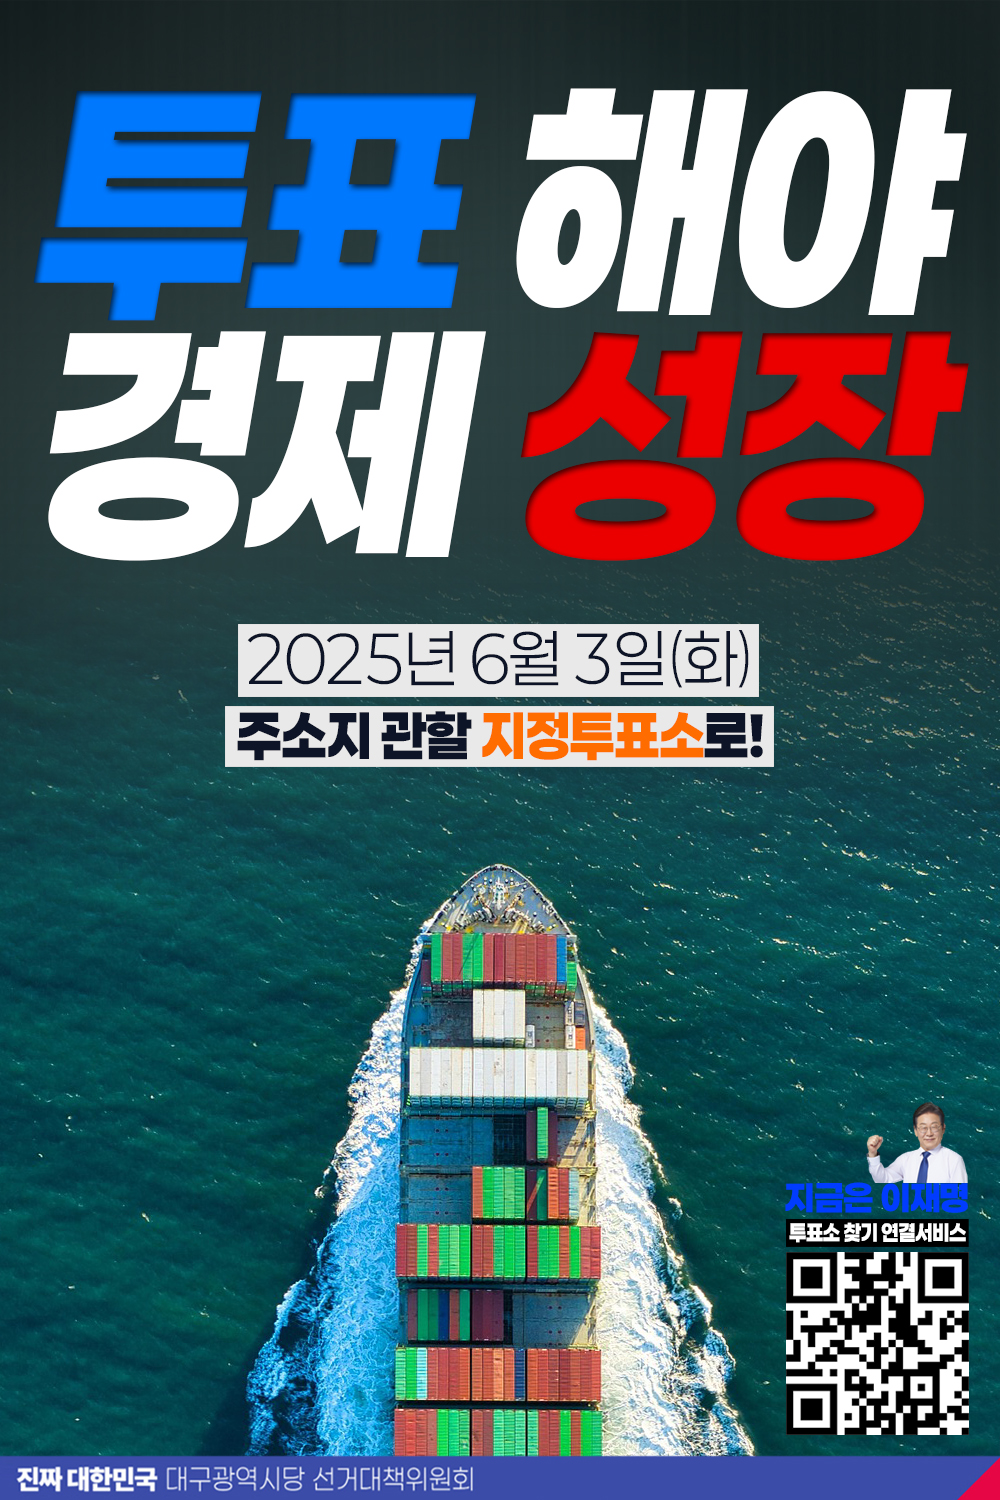 투표 해야
경제 성장
2025년 6월 3일(화)
주소지 관할 지정투표소로!
지금은 이재명
투표소 찾기 연결서비스
진짜 대한민국 대구광역시당 선거대책위원회